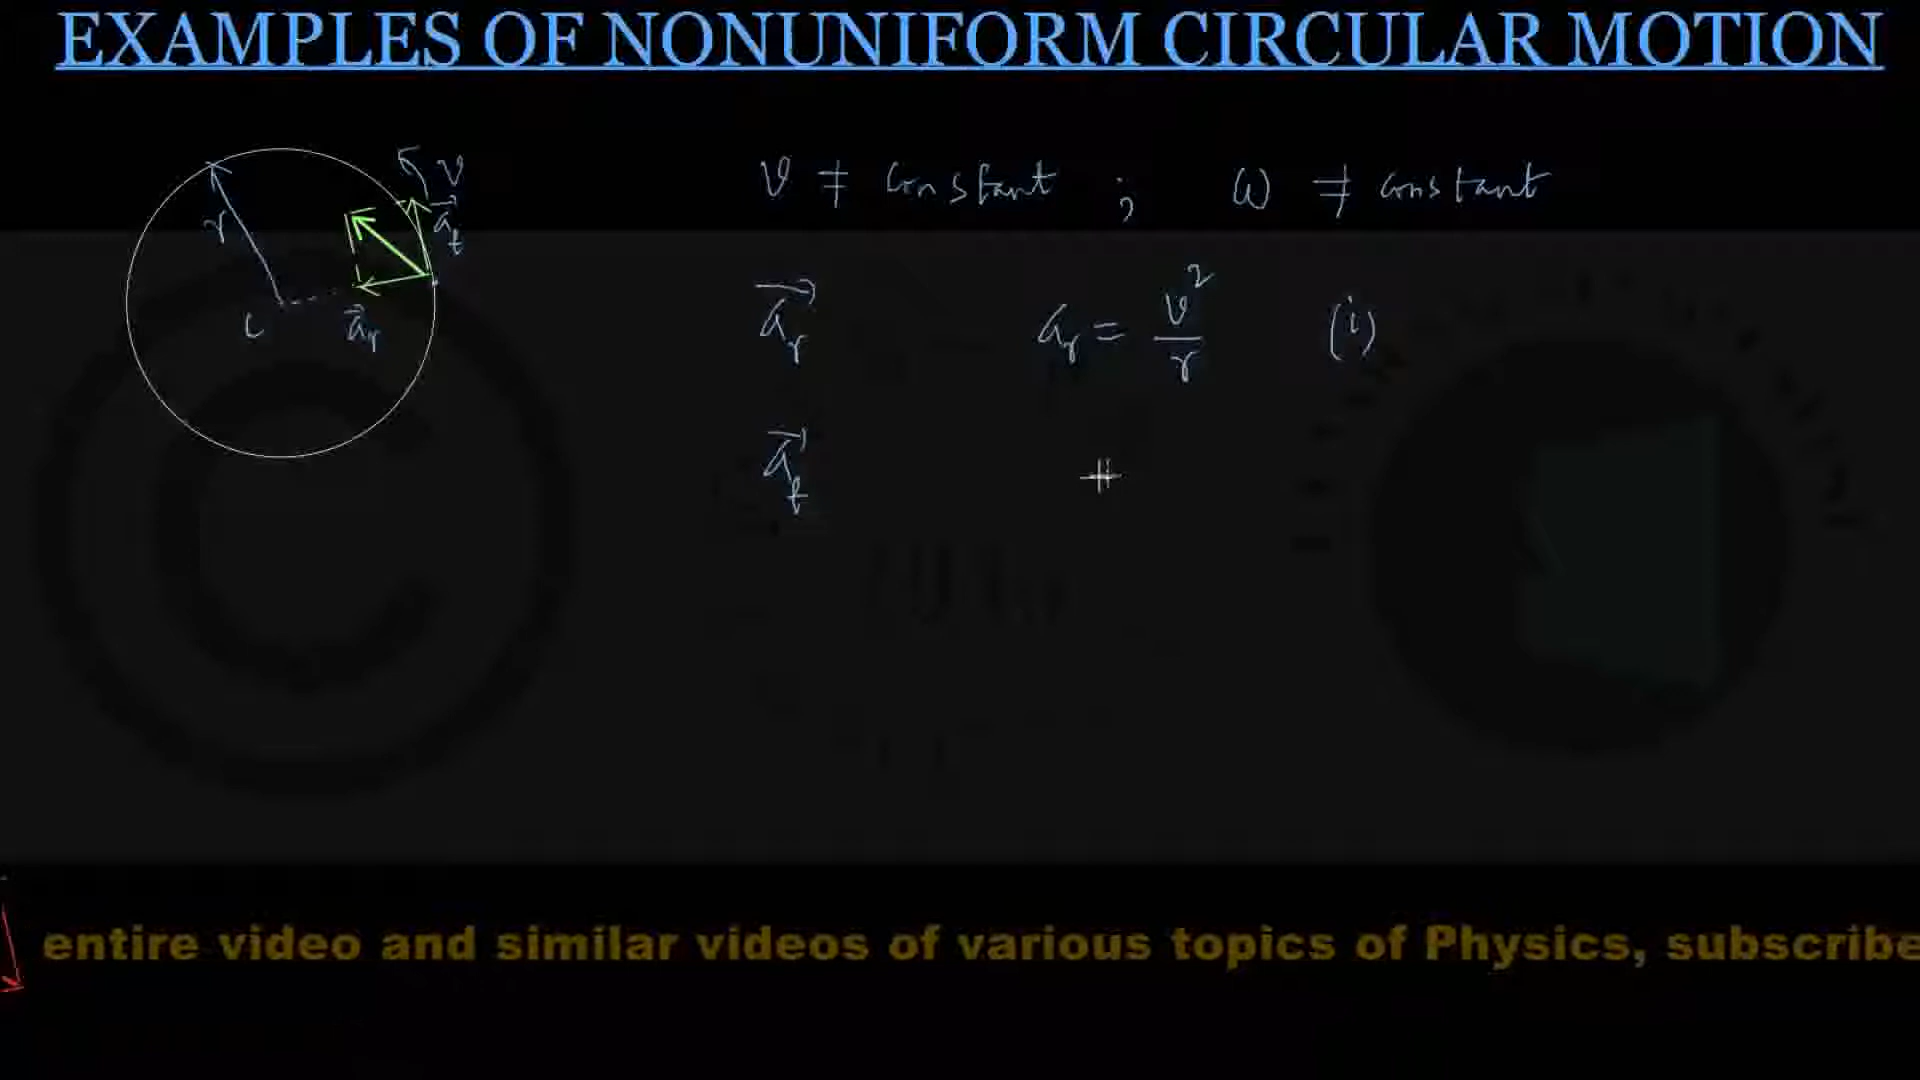 EXAMPLES OF NONUNIFORM CIRCULAR MOTION
v ≠ constant ; ω ≠ constant
r
v
a⃗t
c
a⃗r
a⃗r ar = v²/r (i)
a⃗t
entire video and similar videos of various topics of Physics, subscribe